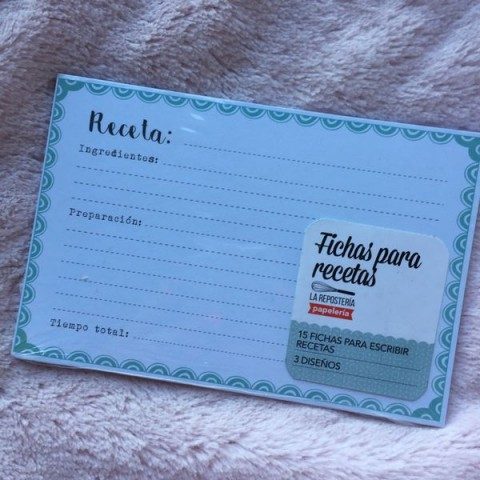 Receta:
Ingredientes:
Preparación:
Tiempo total:
Fichas para
recetas
LA REPOSTERÍA
papelería
15 FICHAS PARA ESCRIBIR
RECETAS
3 DISEÑOS